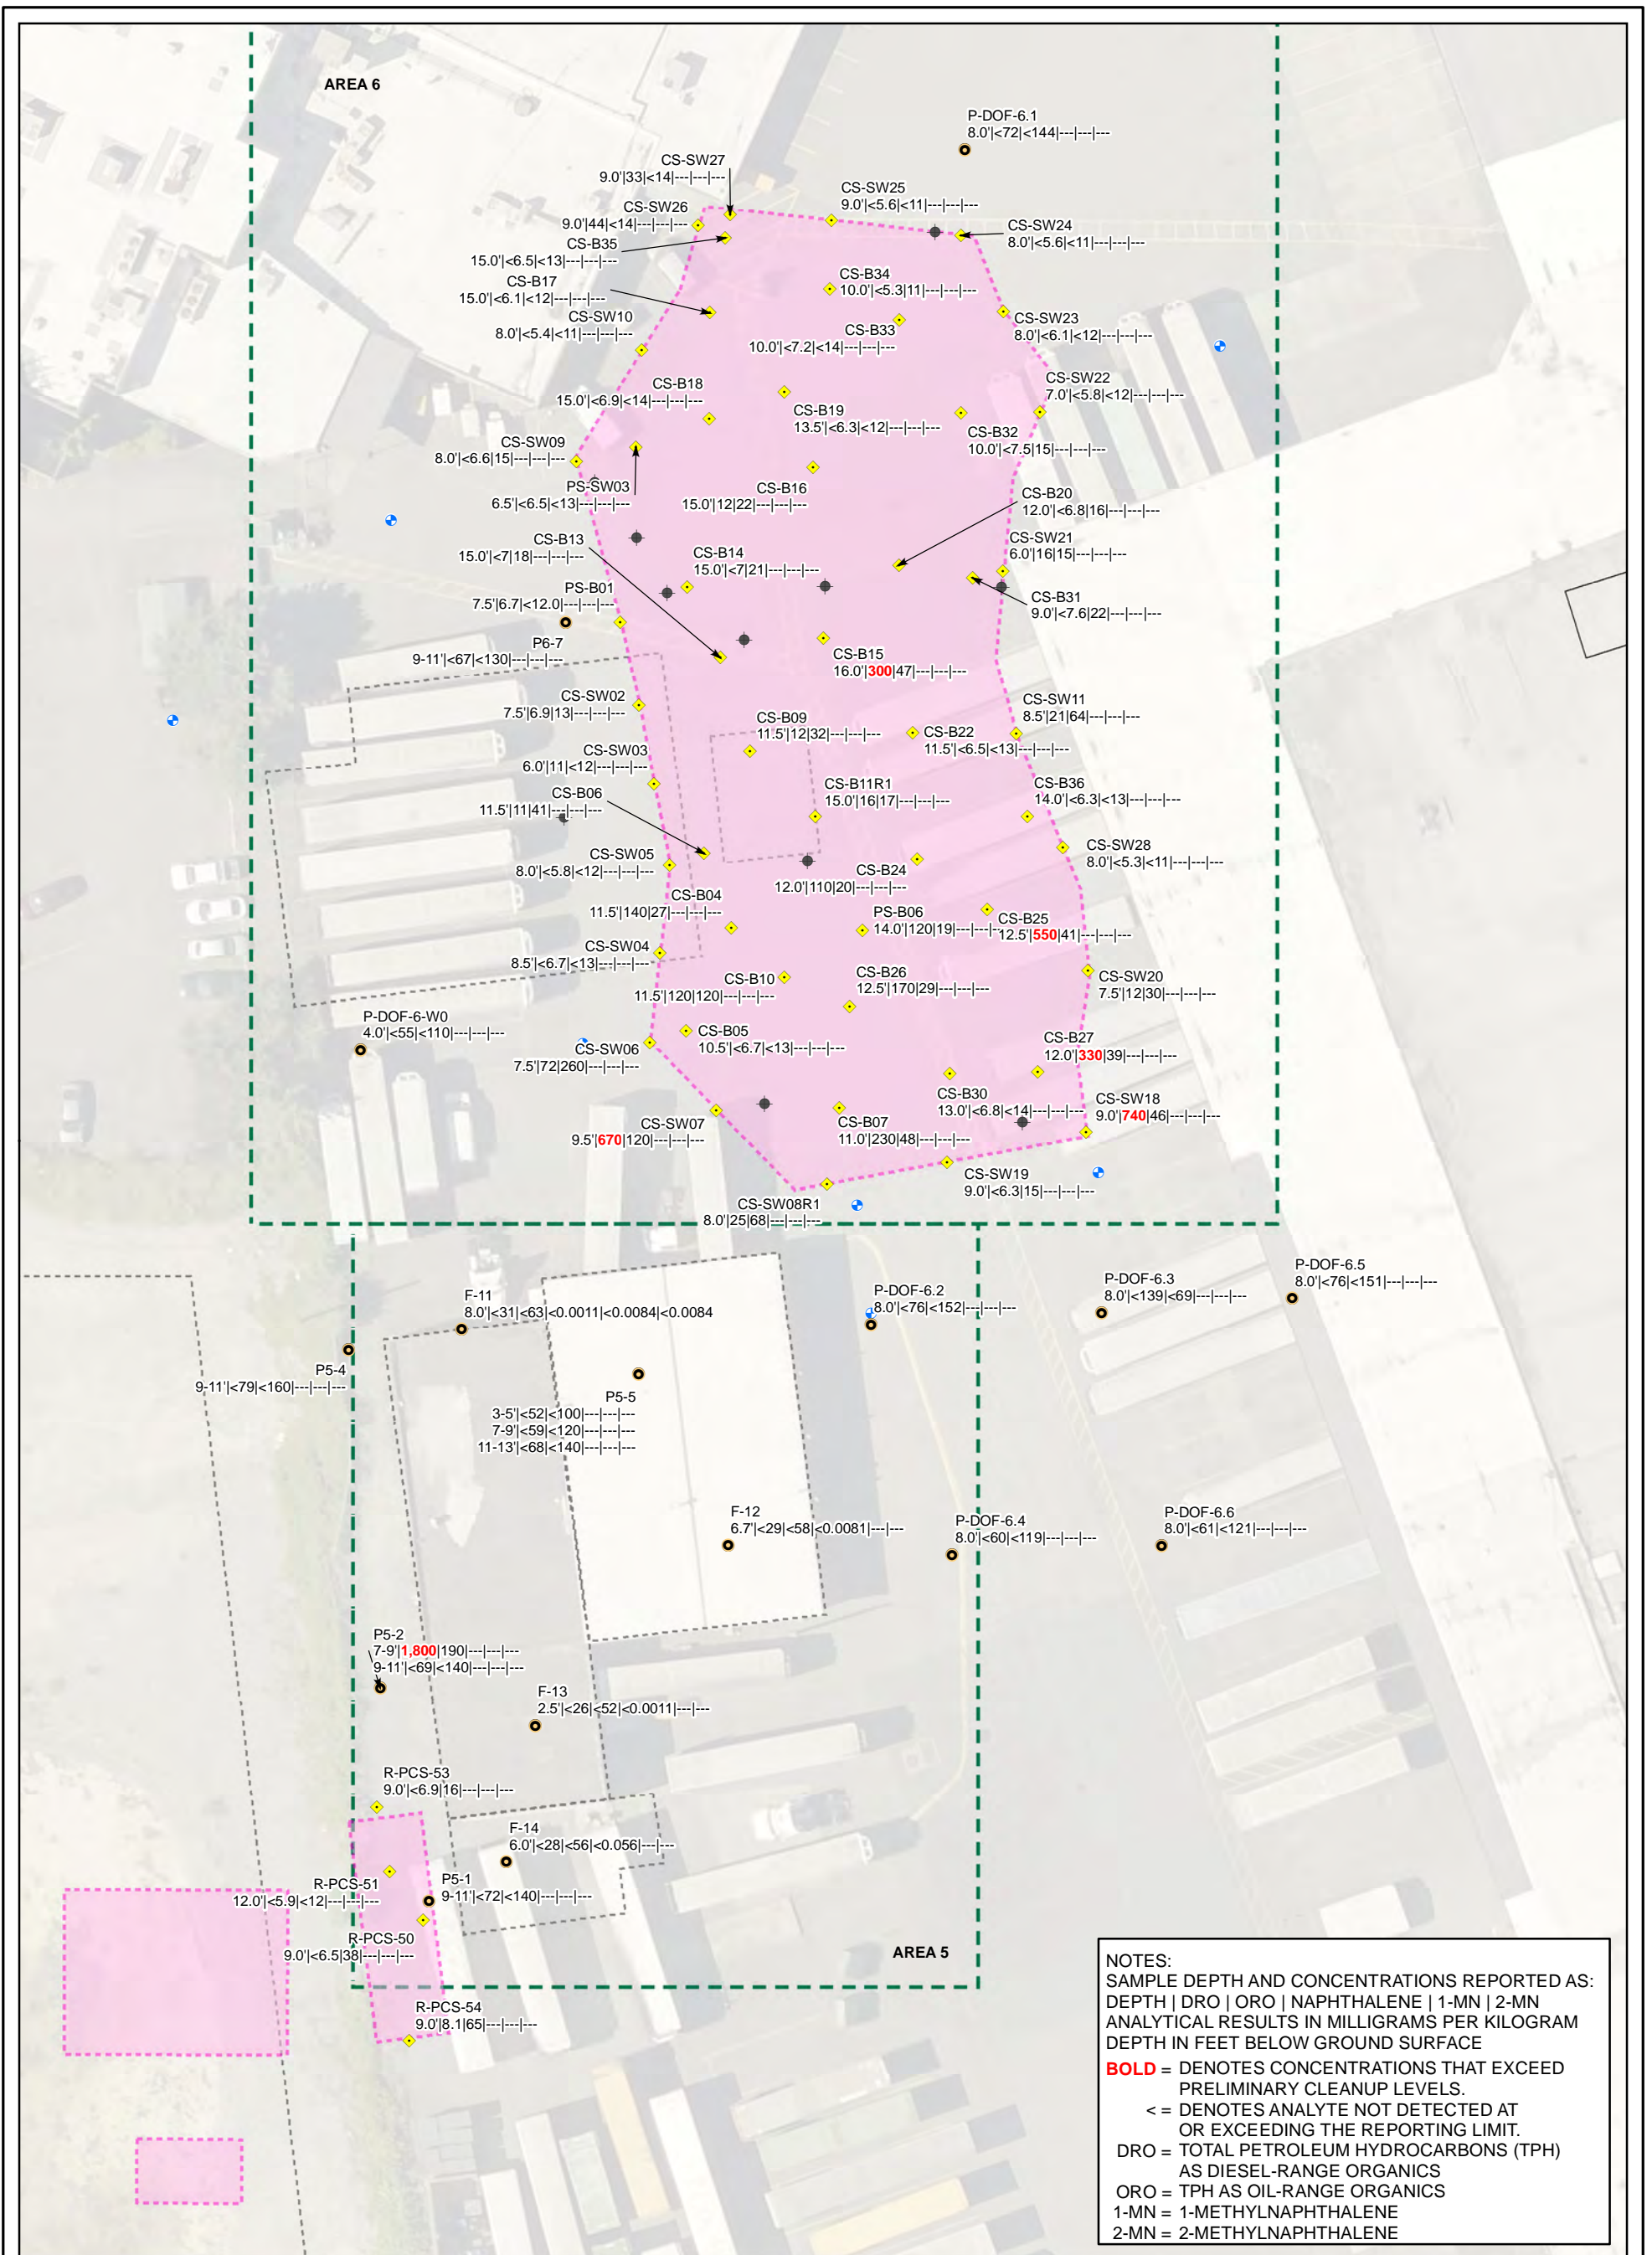 AREA 6
P-DOF-6.1
8.0'|<72|<144|---|---|---
CS-SW27
9.0'|33|<14|---|---|---
CS-SW25
9.0'|<5.6|<11|---|---|---
CS-SW26
9.0'|44|<14|---|---|---
CS-SW24
8.0'|<5.6|<11|---|---|---
CS-B35
15.0'|<6.5|<13|---|---|---
CS-B34
10.0'|<5.3|11|---|---|---
CS-B17
15.0'|<6.1|<12|---|---|---
CS-SW10
8.0'|<5.4|<11|---|---|---
CS-B33
10.0'|<7.2|<14|---|---|---
CS-SW23
8.0'|<6.1|<12|---|---|---
CS-B18
15.0'|<6.9|<14|---|---|---
CS-SW22
7.0'|<5.8|<12|---|---|---
CS-B19
13.5'|<6.3|<12|---|---|---
CS-B32
10.0'|<7.5|15|---|---|---
CS-SW09
8.0'|<6.6|15|---|---|---
PS-SW03
6.5'|<6.5|<13|---|---|---
CS-B16
15.0'|12|22|---|---|---
CS-B20
12.0'|<6.8|16|---|---|---
CS-B13
15.0'|<7|18|---|---|---
CS-B14
15.0'|<7|21|---|---|---
CS-SW21
6.0'|16|15|---|---|---
PS-B01
7.5'|6.7|<12.0|---|---|---
CS-B31
9.0'|<7.6|22|---|---|---
P6-7
9-11'|<67|<130|---|---|---
CS-B15
16.0'|300|47|---|---|---
CS-SW02
7.5'|6.9|13|---|---|---
CS-SW11
8.5'|21|64|---|---|---
CS-B09
11.5'|12|32|---|---|---
CS-B22
11.5'|<6.5|<13|---|---|---
CS-SW03
6.0'|11|<12|---|---|---
CS-B06
11.5'|11|41|---|---|---
CS-B11R1
15.0'|16|17|---|---|---
CS-B36
14.0'|<6.3|<13|---|---|---
CS-SW05
8.0'|<5.8|<12|---|---|---
CS-SW28
8.0'|<5.3|<11|---|---|---
CS-B24
12.0'|110|20|---|---|---
CS-B04
11.5'|140|27|---|---|---
PS-B06
14.0'|120|19|---|---|---
CS-B25
12.5'|550|41|---|---|---
CS-SW04
8.5'|<6.7|<13|---|---|---
CS-B10
11.5'|120|120|---|---|---
CS-B26
12.5'|170|29|---|---|---
CS-SW20
7.5'|12|30|---|---|---
P-DOF-6-W0
4.0'|<55|<110|---|---|---
CS-B05
10.5'|<6.7|<13|---|---|---
CS-SW06
7.5'|72|260|---|---|---
CS-B27
12.0'|330|39|---|---|---
CS-B30
13.0'|<6.8|<14|---|---|---
CS-SW18
9.0'|740|46|---|---|---
CS-SW07
9.5'|670|120|---|---|---
CS-B07
11.0'|230|48|---|---|---
CS-SW19
9.0'|<6.3|15|---|---|---
CS-SW08R1
8.0'|25|68|---|---|---
P-DOF-6.5
8.0'|<76|<151|---|---|---
P-DOF-6.3
8.0'|<139|<69|---|---|---
P-DOF-6.2
8.0'|<76|<152|---|---|---
F-11
8.0'|<31|<63|<0.0011|<0.0084|<0.0084
P5-4
9-11'|<79|<160|---|---|---
P5-5
3-5'|<52|<100|---|---|---
7-9'|<59|<120|---|---|---
11-13'|<68|<140|---|---|---
F-12
6.7'|<29|<58|<0.0081|---|---
P-DOF-6.4
8.0'|<60|<119|---|---|---
P-DOF-6.6
8.0'|<61|<121|---|---|---
P5-2
7-9'|1,800|190|---|---|---
9-11'|<69|<140|---|---|---
F-13
2.5'|<26|<52|<0.0011|---|---
R-PCS-53
9.0'|<6.9|16|---|---|---
F-14
6.0'|<28|<56|<0.056|---|---
R-PCS-51
12.0'|<5.9|<12|---|---|---
P5-1
9-11'|<72|<140|---|---|---
R-PCS-50
9.0'|<6.5|38|---|---|---
AREA 5
R-PCS-54
9.0'|8.1|65|---|---|---
NOTES:
SAMPLE DEPTH AND CONCENTRATIONS REPORTED AS:
DEPTH | DRO | ORO | NAPHTHALENE | 1-MN | 2-MN
ANALYTICAL RESULTS IN MILLIGRAMS PER KILOGRAM
DEPTH IN FEET BELOW GROUND SURFACE
BOLD = DENOTES CONCENTRATIONS THAT EXCEED
PRELIMINARY CLEANUP LEVELS.
< = DENOTES ANALYTE NOT DETECTED AT
OR EXCEEDING THE REPORTING LIMIT.
DRO = TOTAL PETROLEUM HYDROCARBONS (TPH)
AS DIESEL-RANGE ORGANICS
ORO = TPH AS OIL-RANGE ORGANICS
1-MN = 1-METHYLNAPHTHALENE
2-MN = 2-METHYLNAPHTHALENE